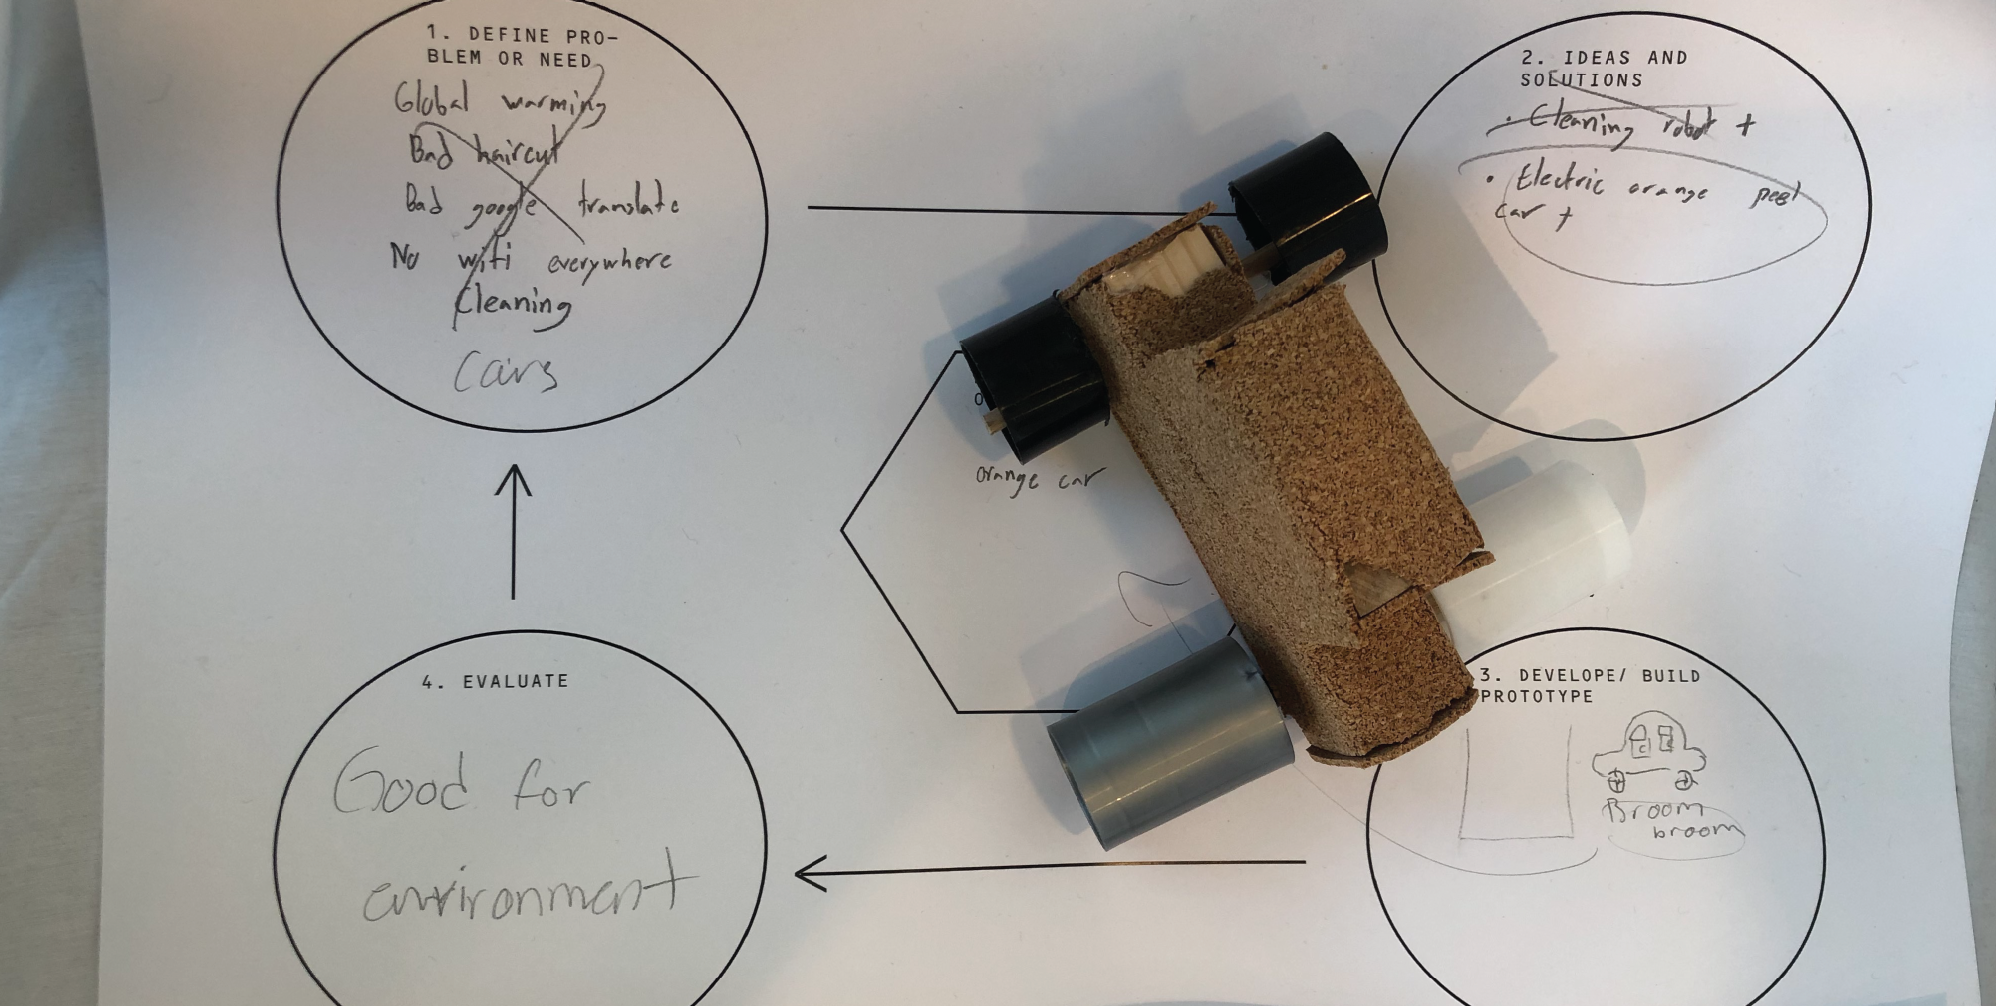 1. DEFINE PRO-
BLEM OR NEED
Global warming
Bad haircut
Bad google translate
No wifi everywhere
Cleaning
Cars
2. IDEAS AND
SOLUTIONS
• Cleaning robot +
• Electric orange peel
car +
O
orange car
3. DEVELOPE/ BUILD
PROTOTYPE
Broom
broom
4. EVALUATE
Good for
environment